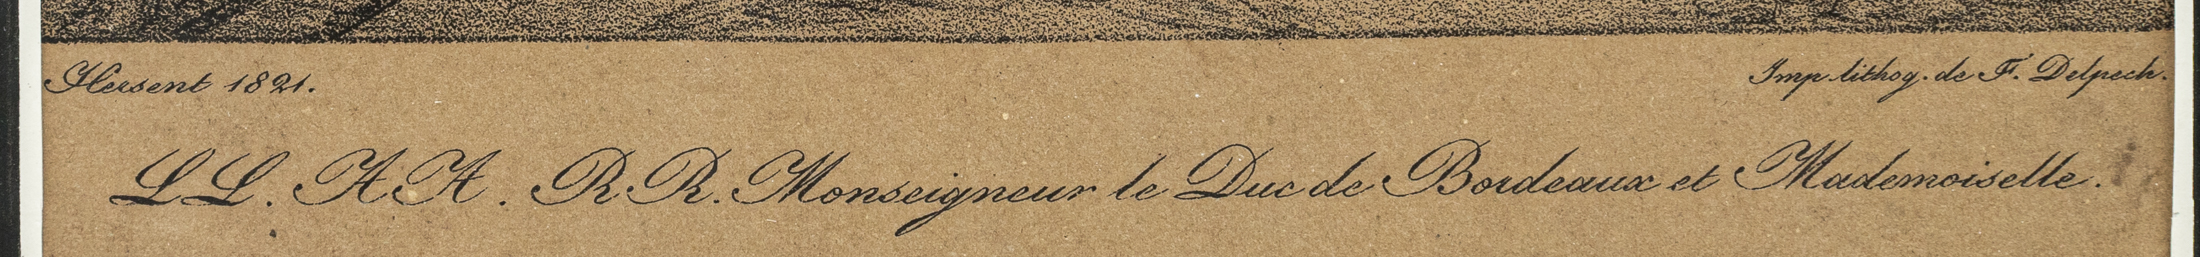 Hersent 1821.
Imp. lithog. de F. Delpech.
LL. AA. RR. Monseigneur le Duc de Bordeaux et Mademoiselle.